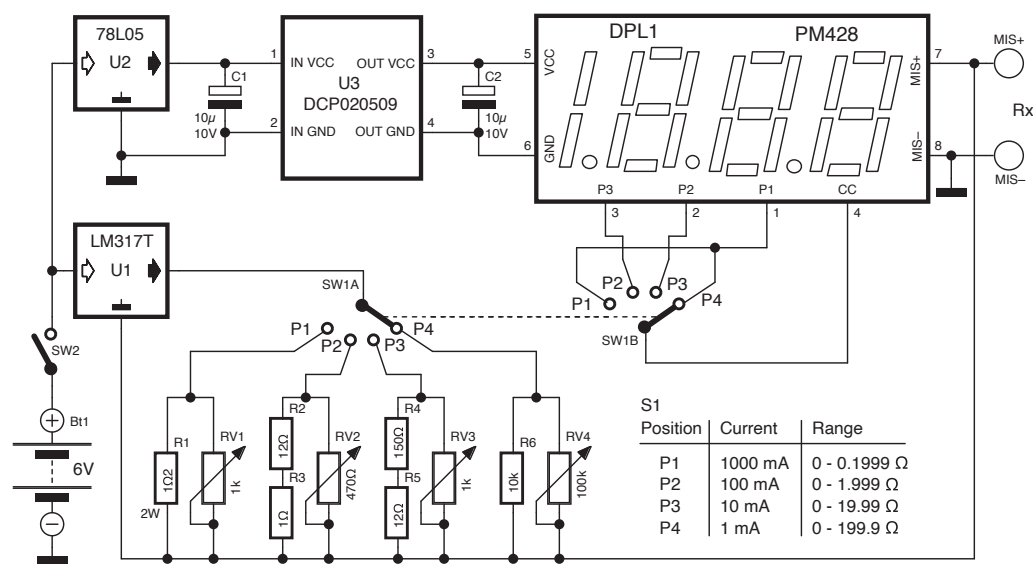 78L05
U2
1
IN VCC
OUT VCC
3
C1
10µ
10V
U3
DCP020509
2
IN GND
OUT GND
4
C2
10µ
10V
DPL1
PM428
5
VCC
6
GND
MIS+
7
MIS–
8
MIS+
Rx
MIS–
P3
P2
P1
CC
3
2
1
4
LM317T
U1
SW1A
P1
P2
P3
P4
P1
P2
P3
P4
SW1B
SW2
Bt1
6V
R1
1Ω2
2W
RV1
1k
R2
12Ω
R3
1Ω
RV2
470Ω
R4
150Ω
R5
12Ω
RV3
1k
R6
10k
RV4
100k
S1
Position Current Range
P1 1000 mA 0 - 0.1999 Ω
P2 100 mA 0 - 1.999 Ω
P3 10 mA 0 - 19.99 Ω
P4 1 mA 0 - 199.9 Ω